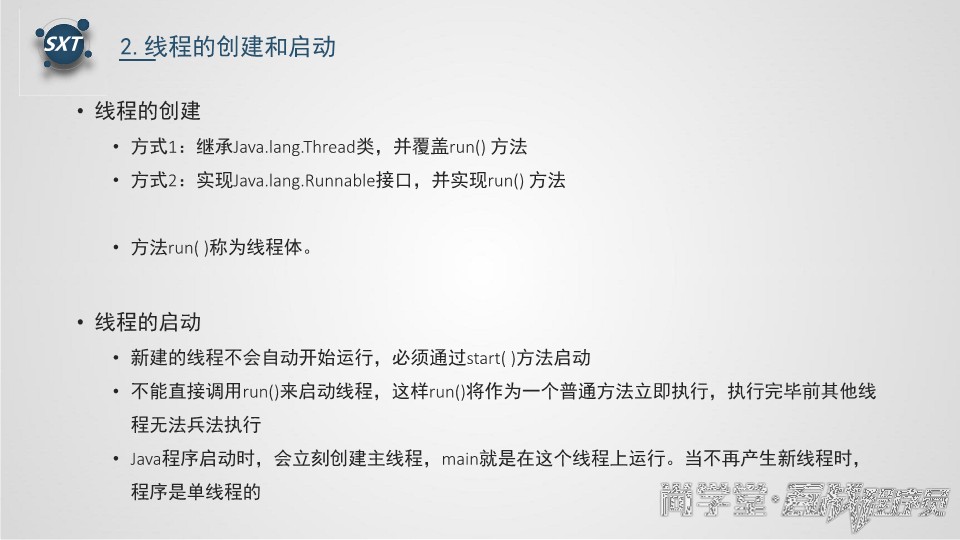 SXT
2. 线程的创建和启动
• 线程的创建
• 方式1：继承Java.lang.Thread类，并覆盖run() 方法
• 方式2：实现Java.lang.Runnable接口，并实现run() 方法
• 方法run( )称为线程体。
• 线程的启动
• 新建的线程不会自动开始运行，必须通过start( )方法启动
• 不能直接调用run()来启动线程，这样run()将作为一个普通方法立即执行，执行完毕前其他线
程无法兵法执行
• Java程序启动时，会立刻创建主线程，main就是在这个线程上运行。当不再产生新线程时，
程序是单线程的
尚学堂·百战程序员